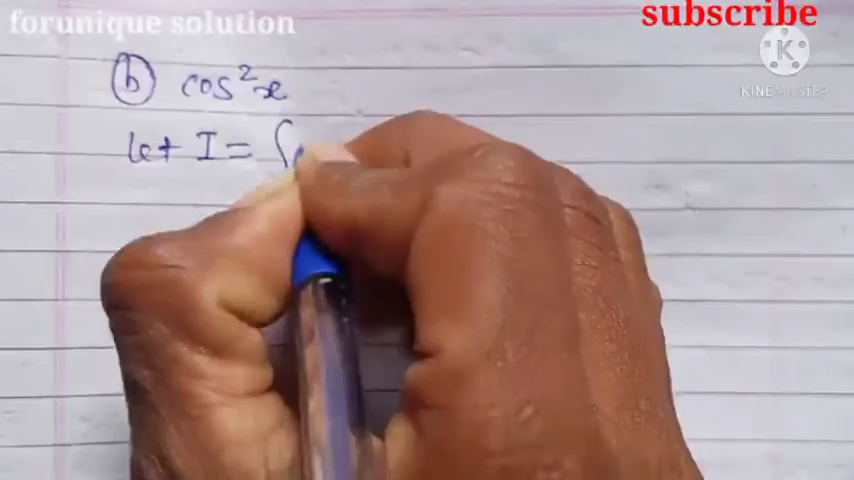 subscribe
forunique solution
KINEMASTER
(b) cos²x
let I = ∫